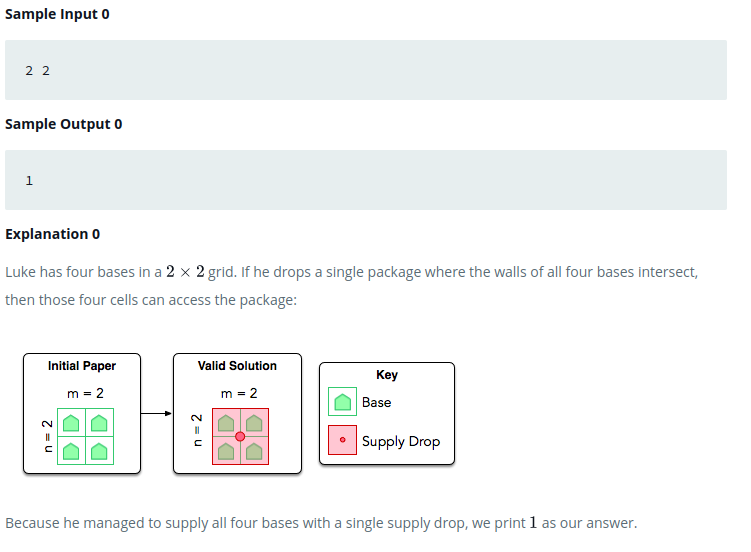 Sample Input 0
2 2
Sample Output 0
1
Explanation 0
Luke has four bases in a 2 × 2 grid. If he drops a single package where the walls of all four bases intersect,
then those four cells can access the package:
Initial Paper
m = 2
n = 2
Valid Solution
m = 2
n = 2
Key
Base
Supply Drop
Because he managed to supply all four bases with a single supply drop, we print 1 as our answer.